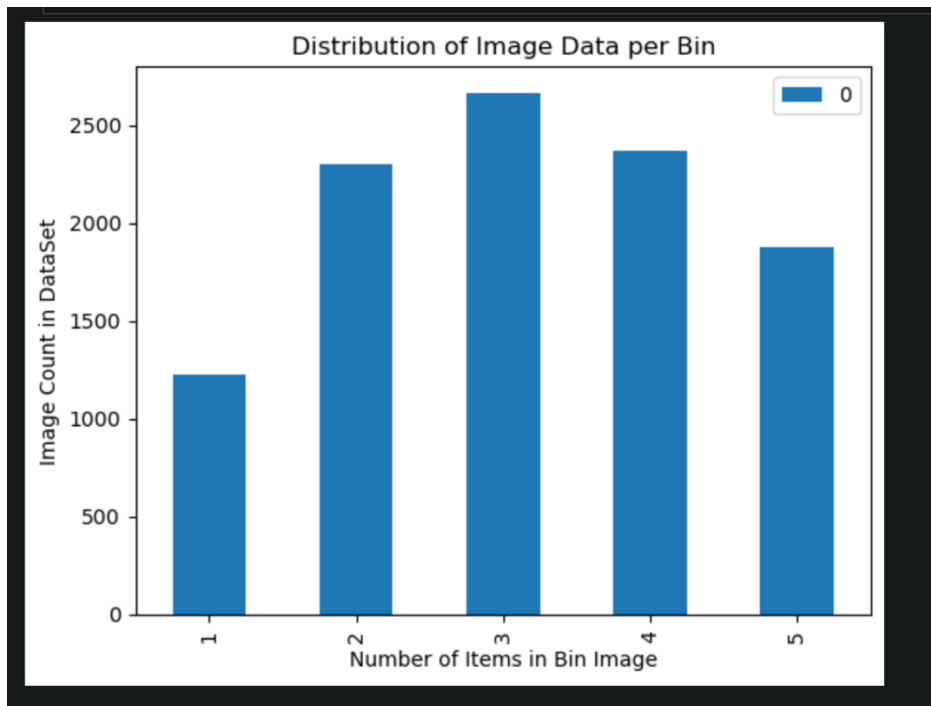 Distribution of Image Data per Bin
0
2500
2000
1500
1000
500
0
Image Count in DataSet
1 2 3 4 5
Number of Items in Bin Image